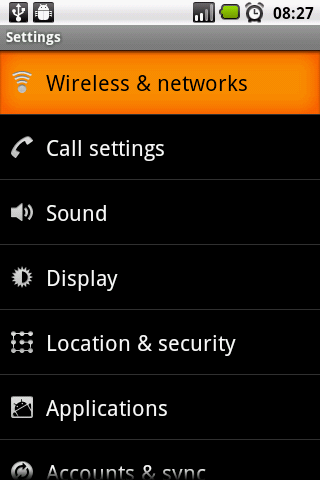 08:27
Settings
Wireless & networks
Call settings
Sound
Display
Location & security
Applications
Accounts & sync